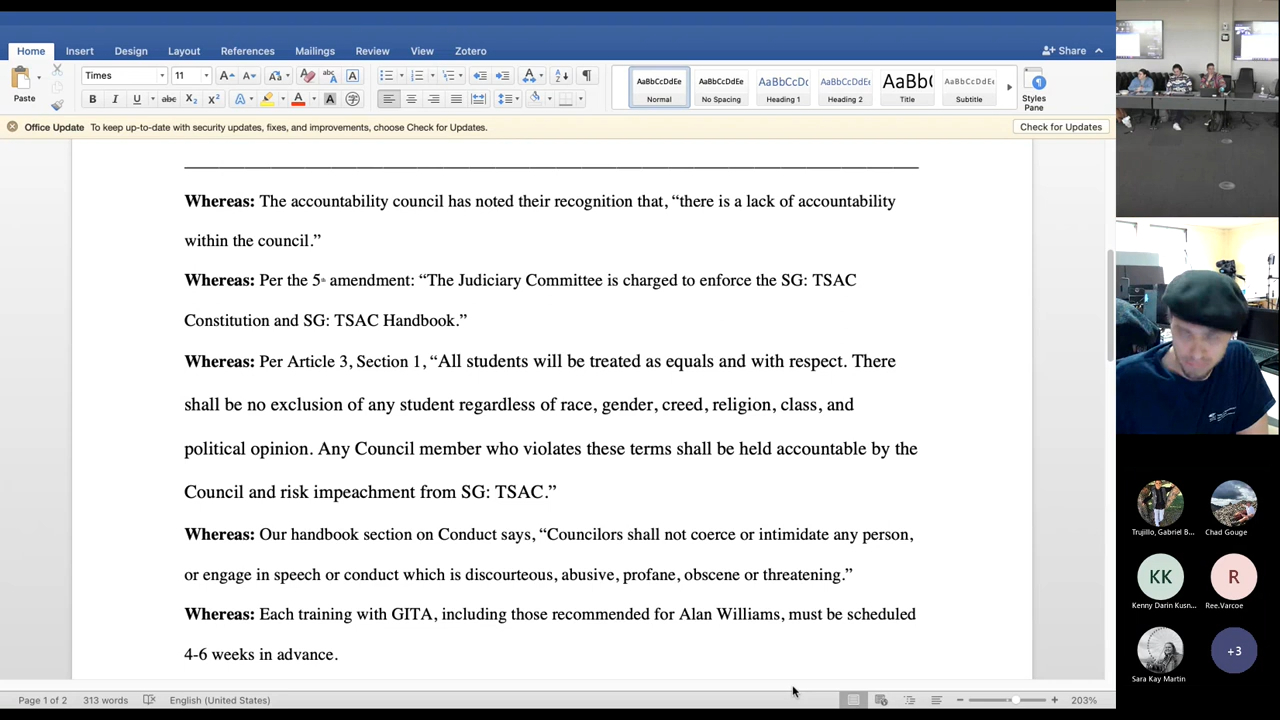 Home Insert Design Layout References Mailings Review View Zotero Share
Paste Times 11 Normal No Spacing Heading 1 Heading 2 Title Subtitle Styles Pane
Office Update To keep up-to-date with security updates, fixes, and improvements, choose Check for Updates. Check for Updates
Whereas: The accountability council has noted their recognition that, “there is a lack of accountability
within the council.”
Whereas: Per the 5th amendment: “The Judiciary Committee is charged to enforce the SG: TSAC
Constitution and SG: TSAC Handbook.”
Whereas: Per Article 3, Section 1, “All students will be treated as equals and with respect. There
shall be no exclusion of any student regardless of race, gender, creed, religion, class, and
political opinion. Any Council member who violates these terms shall be held accountable by the
Council and risk impeachment from SG: TSAC.”
Whereas: Our handbook section on Conduct says, “Councilors shall not coerce or intimidate any person,
or engage in speech or conduct which is discourteous, abusive, profane, obscene or threatening.”
Whereas: Each training with GITA, including those recommended for Alan Williams, must be scheduled
4-6 weeks in advance.
Page 1 of 2 313 words English (United States) 203%
Trujillo, Gabriel B... Chad Gouge
KK R
Kenny Darin Kusn... Ree.Varcoe
+3
Sara Kay Martin